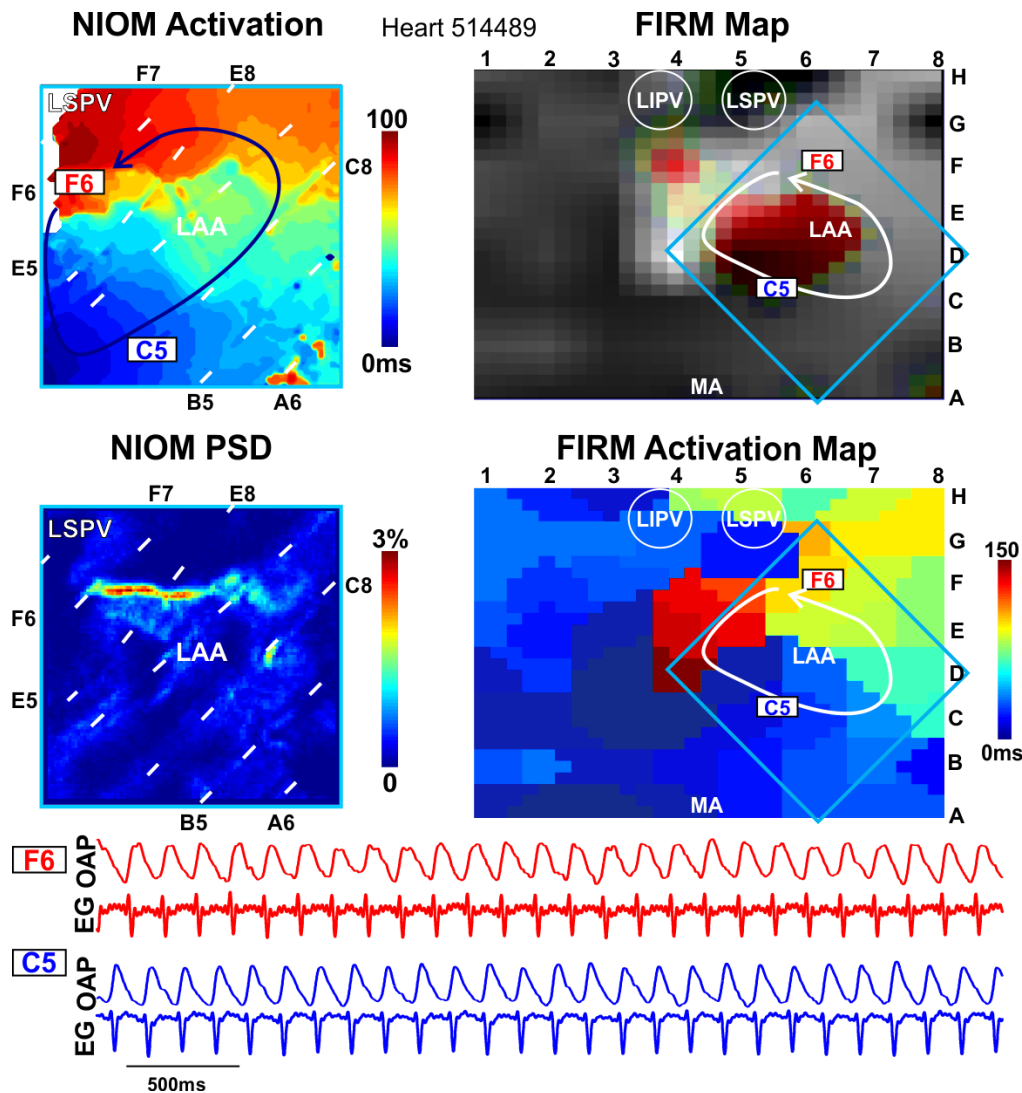 NIOM Activation
Heart 514489
FIRM Map
F7 E8
LSPV
F6
LAA
C5
F6
E5
C8
B5 A6
100
0ms
1 2 3 4 5 6 7 8
LIPV LSPV
F6
LAA
C5
MA
H
G
F
E
D
C
B
A
NIOM PSD
FIRM Activation Map
F7 E8
LSPV
LAA
F6
E5
C8
B5 A6
3%
0
1 2 3 4 5 6 7 8
LIPV LSPV
F6
LAA
C5
MA
H
G
F
E
D
C
B
A
150
0ms
F6
OAP
EG
C5
OAP
EG
500ms